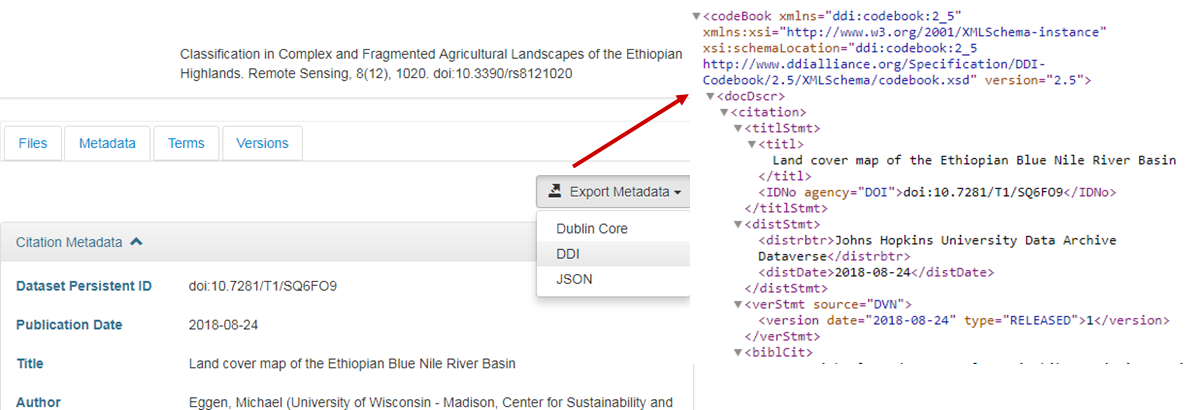 Classification in Complex and Fragmented Agricultural Landscapes of the Ethiopian
Highlands. Remote Sensing, 8(12), 1020. doi:10.3390/rs8121020
Files
Metadata
Terms
Versions
Export Metadata
Dublin Core
DDI
JSON
Citation Metadata
Dataset Persistent ID doi:10.7281/T1/SQ6FO9
Publication Date 2018-08-24
Title Land cover map of the Ethiopian Blue Nile River Basin
Author Eggen, Michael (University of Wisconsin - Madison, Center for Sustainability and
<codeBook xmlns="ddi:codebook:2_5"
xmlns:xsi="http://www.w3.org/2001/XMLSchema-instance"
xsi:schemaLocation="ddi:codebook:2_5
http://www.ddialliance.org/Specification/DDI-
Codebook/2.5/XMLSchema/codebook.xsd" version="2.5">
<docDscr>
<citation>
<titlStmt>
<titl>
Land cover map of the Ethiopian Blue Nile River Basin
</titl>
<IDNo agency="DOI">doi:10.7281/T1/SQ6FO9</IDNo>
</titlStmt>
<distStmt>
<distrbtr>Johns Hopkins University Data Archive
Dataverse</distrbtr>
<distDate>2018-08-24</distDate>
</distStmt>
<verStmt source="DVN">
<version date="2018-08-24" type="RELEASED">1</version>
</verStmt>
<biblCit>